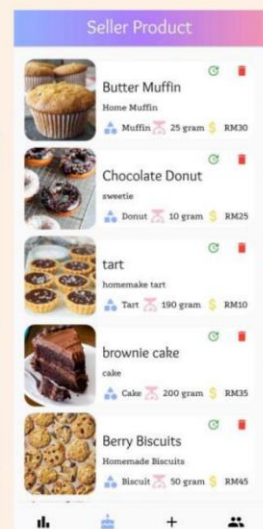 Seller Product
Butter Muffin
Home Muffin
Muffin 25 gram $ RM30
Chocolate Donut
sweetie
Donut 10 gram $ RM25
tart
homemake tart
Tart 190 gram $ RM10
brownie cake
cake
Cake 200 gram $ RM35
Berry Biscuits
Homemade Biscuits
Biscuit 50 gram $ RM45